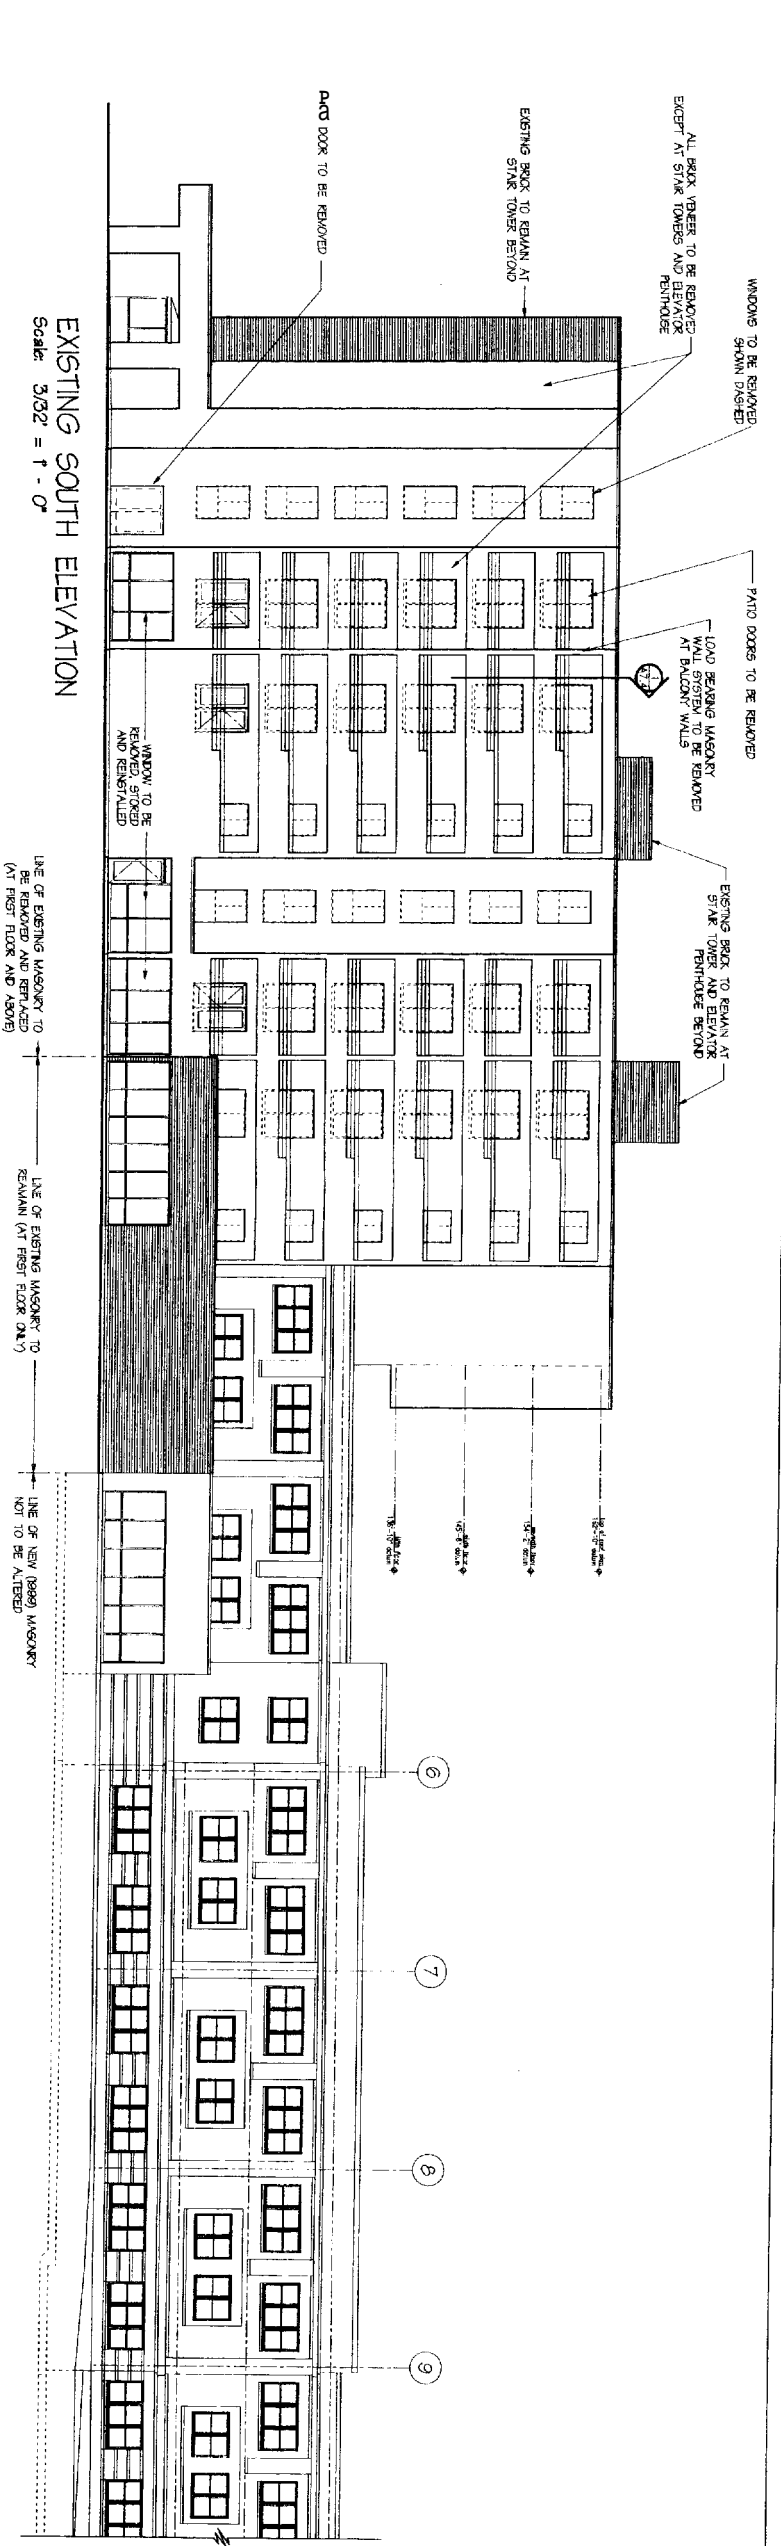 WINDOWS TO BE REMOVED
SHOWN DASHED
PATIO DOORS TO BE REMOVED
ALL BRICK VENEER TO BE REMOVED
EXCEPT AT STAIR TOWERS AND ELEVATOR
PENTHOUSE
LOAD BEARING MASONRY
WALL SYSTEM TO BE REMOVED
AT BALCONY WALLS
EXISTING BRICK TO REMAIN AT
STAIR TOWER AND ELEVATOR
PENTHOUSE BEYOND
EXISTING BRICK TO REMAIN AT
STAIR TOWER BEYOND
DOOR TO BE REMOVED
WINDOW TO BE
REMOVED, STORED
AND REINSTALLED
6
7
8
9
LINE OF EXISTING MASONRY TO
BE REMOVED AND REPLACED
(AT FIRST FLOOR AND ABOVE)
LINE OF EXISTING MASONRY TO
REAMAIN (AT FIRST FLOOR ONLY)
LINE OF NEW (1999) MASONRY
NOT TO BE ALTERED
EXISTING SOUTH ELEVATION
Scale: 3/32" = 1' - 0"